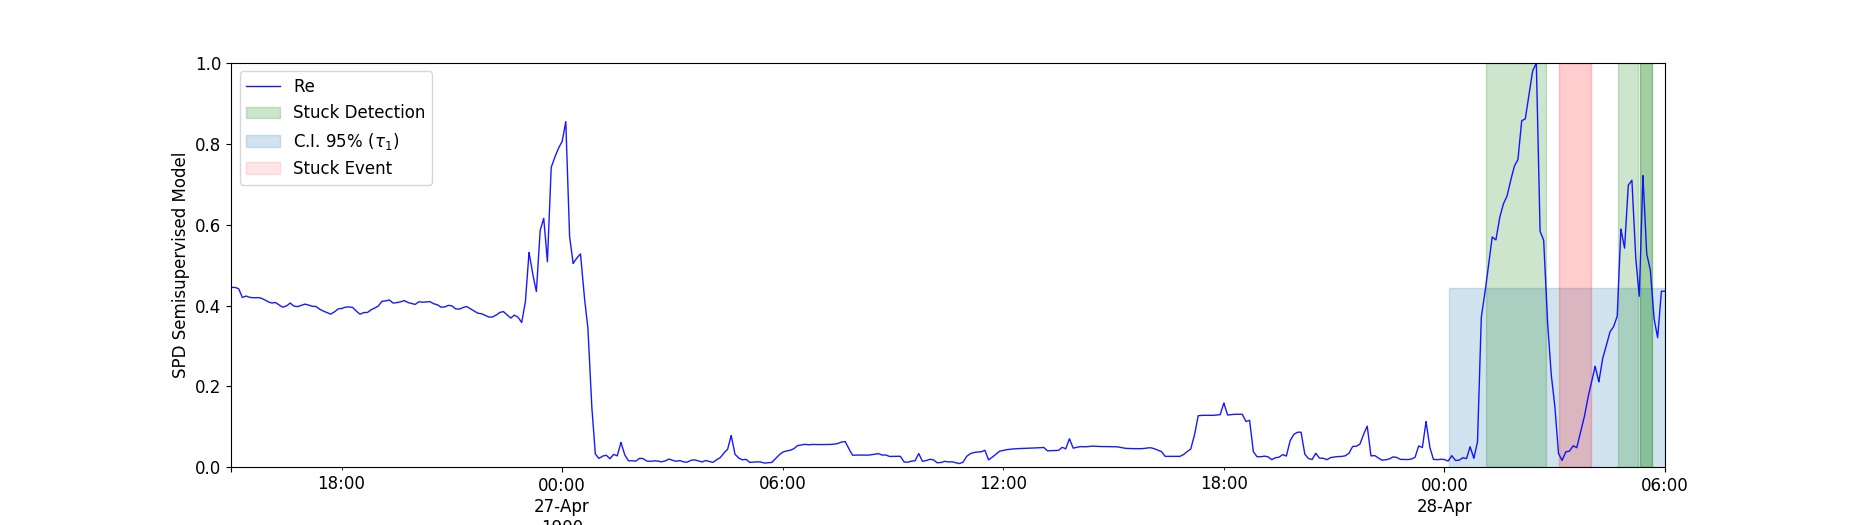 SPD Semisupervised Model
1.0
0.8
0.6
0.4
0.2
0.0
Re
Stuck Detection
C.I. 95% (τ₁)
Stuck Event
18:00 00:00 06:00 12:00 18:00 00:00 06:00
27-Apr 28-Apr
1900